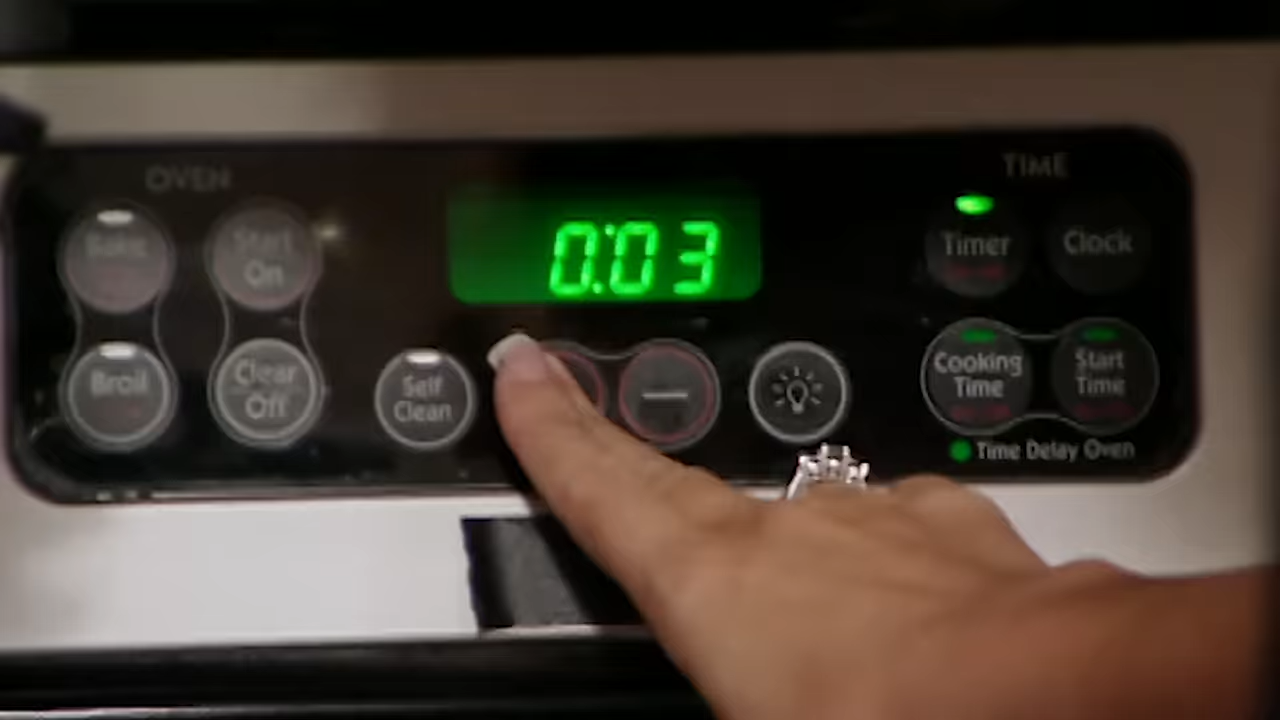 OVEN
TIME
Bake
Start On
0:03
Timer
Clock
Broil
Clear Off
Self Clean
—
Cooking Time
Start Time
Time Delay Oven